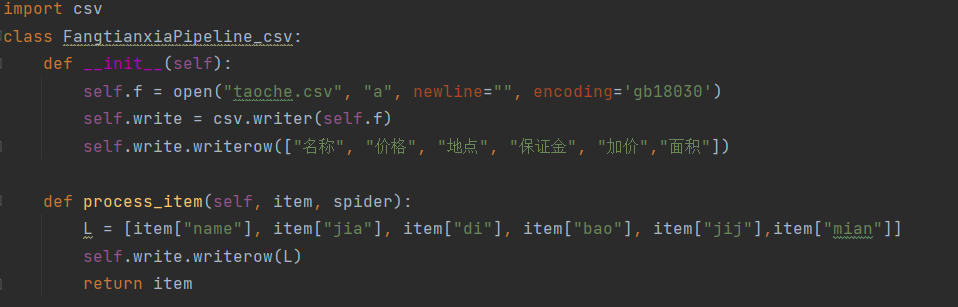 import csv
class FangtianxiaPipeline_csv:
    def __init__(self):
        self.f = open("taoche.csv", "a", newline="", encoding='gb18030')
        self.write = csv.writer(self.f)
        self.write.writerow(["名称", "价格", "地点", "保证金", "加价","面积"])

    def process_item(self, item, spider):
        L = [item["name"], item["jia"], item["di"], item["bao"], item["jij"],item["mian"]]
        self.write.writerow(L)
        return item